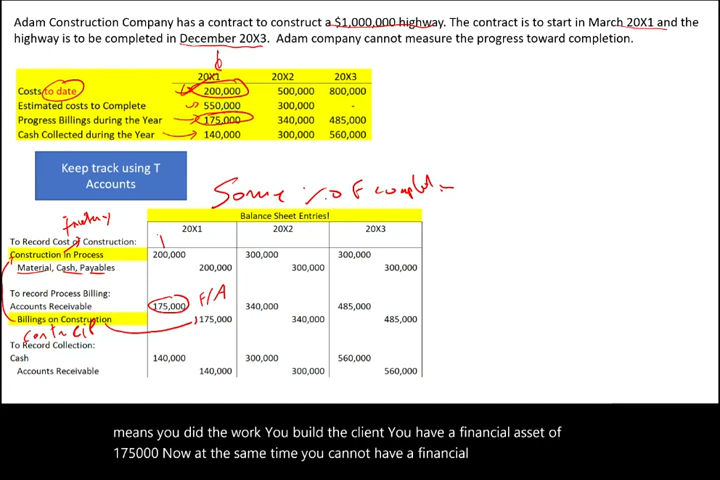 Adam Construction Company has a contract to construct a $1,000,000 highway. The contract is to start in March 20X1 and the
highway is to be completed in December 20X3. Adam company cannot measure the progress toward completion.
20X1 20X2 20X3
Costs to date 200,000 500,000 800,000
Estimated costs to Complete 550,000 300,000 -
Progress Billings during the Year 175,000 340,000 485,000
Cash Collected during the Year 140,000 300,000 560,000
Keep track using T
Accounts
Some % of
Balance Sheet Entries!
20X1 20X2 20X3
To Record Cost of Construction:
Construction In Process 200,000 300,000 300,000
Material, Cash, Payables 200,000 300,000 300,000
To record Process Billing:
F/A
Accounts Receivable 175,000 340,000 485,000
Billings on Construction 175,000 340,000 485,000
To Record Collection:
Cash 140,000 300,000 560,000
Accounts Receivable 140,000 300,000 560,000
means you did the work You build the client You have a financial asset of
175000 Now at the same time you cannot have a financial